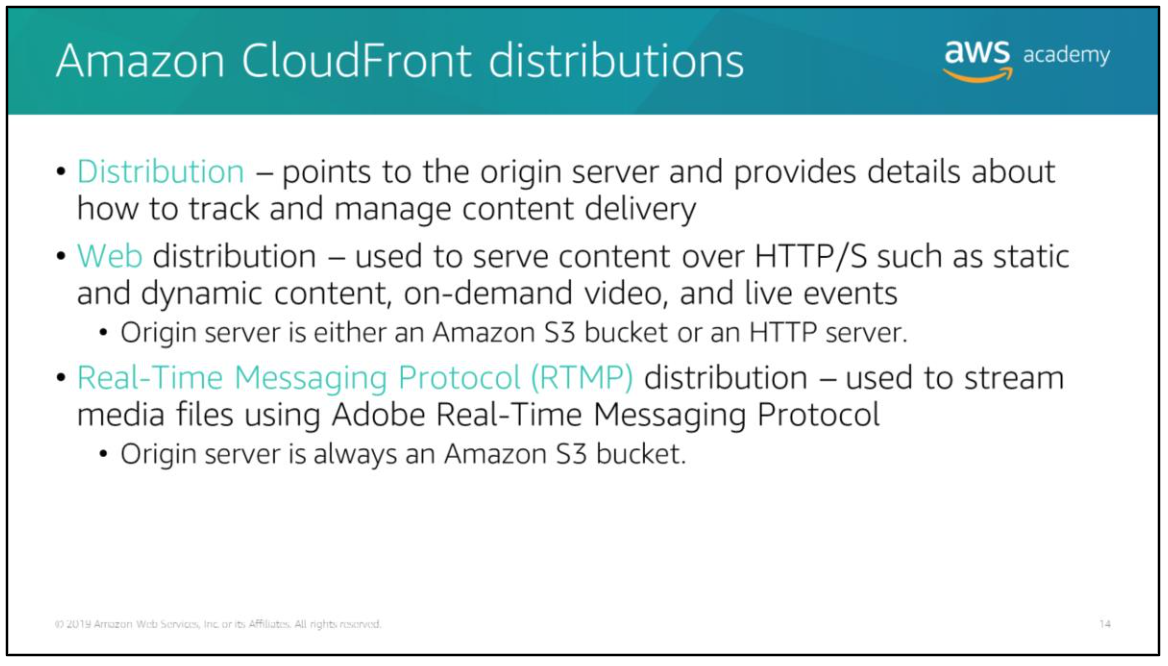 Amazon CloudFront distributions
aws academy
• Distribution – points to the origin server and provides details about
how to track and manage content delivery
• Web distribution – used to serve content over HTTP/S such as static
and dynamic content, on-demand video, and live events
• Origin server is either an Amazon S3 bucket or an HTTP server.
• Real-Time Messaging Protocol (RTMP) distribution – used to stream
media files using Adobe Real-Time Messaging Protocol
• Origin server is always an Amazon S3 bucket.
© 2019 Amazon Web Services, Inc. or its Affiliates. All rights reserved.
14